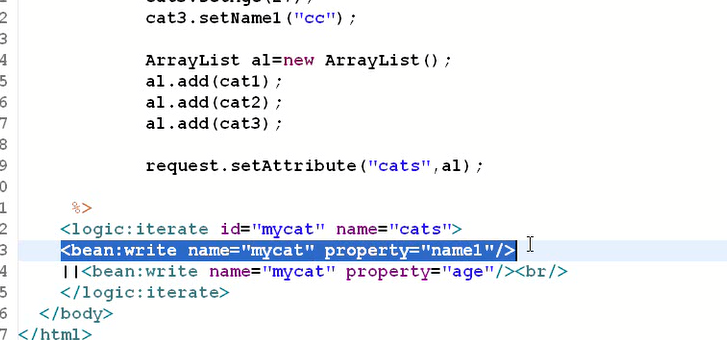 2 cat3.setName1("cc");
3
4 ArrayList al=new ArrayList();
5 al.add(cat1);
6 al.add(cat2);
7 al.add(cat3);
8
9 request.setAttribute("cats",al);
0
1 %>
2 <logic:iterate id="mycat" name="cats">
3 <bean:write name="mycat" property="name1"/>
4 ||<bean:write name="mycat" property="age"/><br/>
5 </logic:iterate>
6 </body>
7 </html>